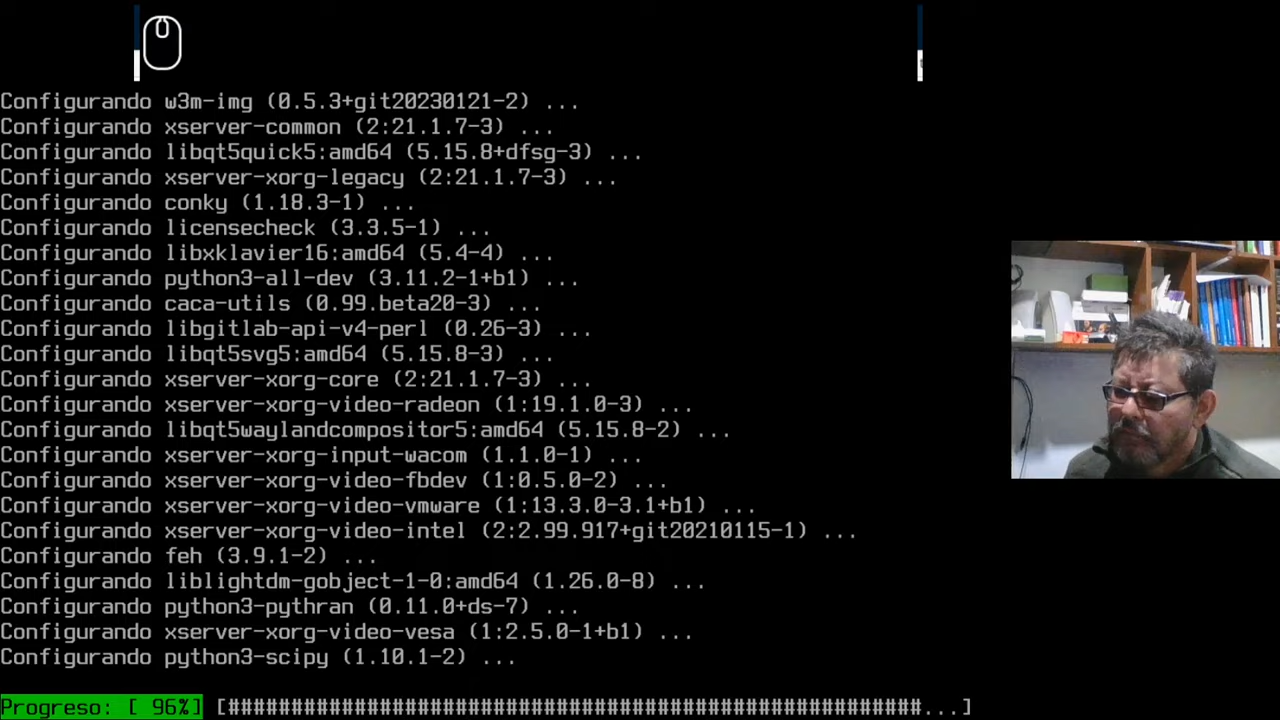 Configurando w3m-img (0.5.3+git20230121-2) ...
Configurando xserver-common (2:21.1.7-3) ...
Configurando libqt5quick5:amd64 (5.15.8+dfsg-3) ...
Configurando xserver-xorg-legacy (2:21.1.7-3) ...
Configurando conky (1.18.3-1) ...
Configurando licensecheck (3.3.5-1) ...
Configurando libxklavier16:amd64 (5.4-4) ...
Configurando python3-all-dev (3.11.2-1+b1) ...
Configurando caca-utils (0.99.beta20-3) ...
Configurando libgitlab-api-v4-perl (0.26-3) ...
Configurando libqt5svg5:amd64 (5.15.8-3) ...
Configurando xserver-xorg-core (2:21.1.7-3) ...
Configurando xserver-xorg-video-radeon (1:19.1.0-3) ...
Configurando libqt5waylandcompositor5:amd64 (5.15.8-2) ...
Configurando xserver-xorg-input-wacom (1.1.0-1) ...
Configurando xserver-xorg-video-fbdev (1:0.5.0-2) ...
Configurando xserver-xorg-video-vmware (1:13.3.0-3.1+b1) ...
Configurando xserver-xorg-video-intel (2:2.99.917+git20210115-1) ...
Configurando feh (3.9.1-2) ...
Configurando liblightdm-gobject-1-0:amd64 (1.26.0-8) ...
Configurando python3-pythran (0.11.0+ds-7) ...
Configurando xserver-xorg-video-vesa (1:2.5.0-1+b1) ...
Configurando python3-scipy (1.10.1-2) ...
Progreso: [ 96%] [#######################################################...]